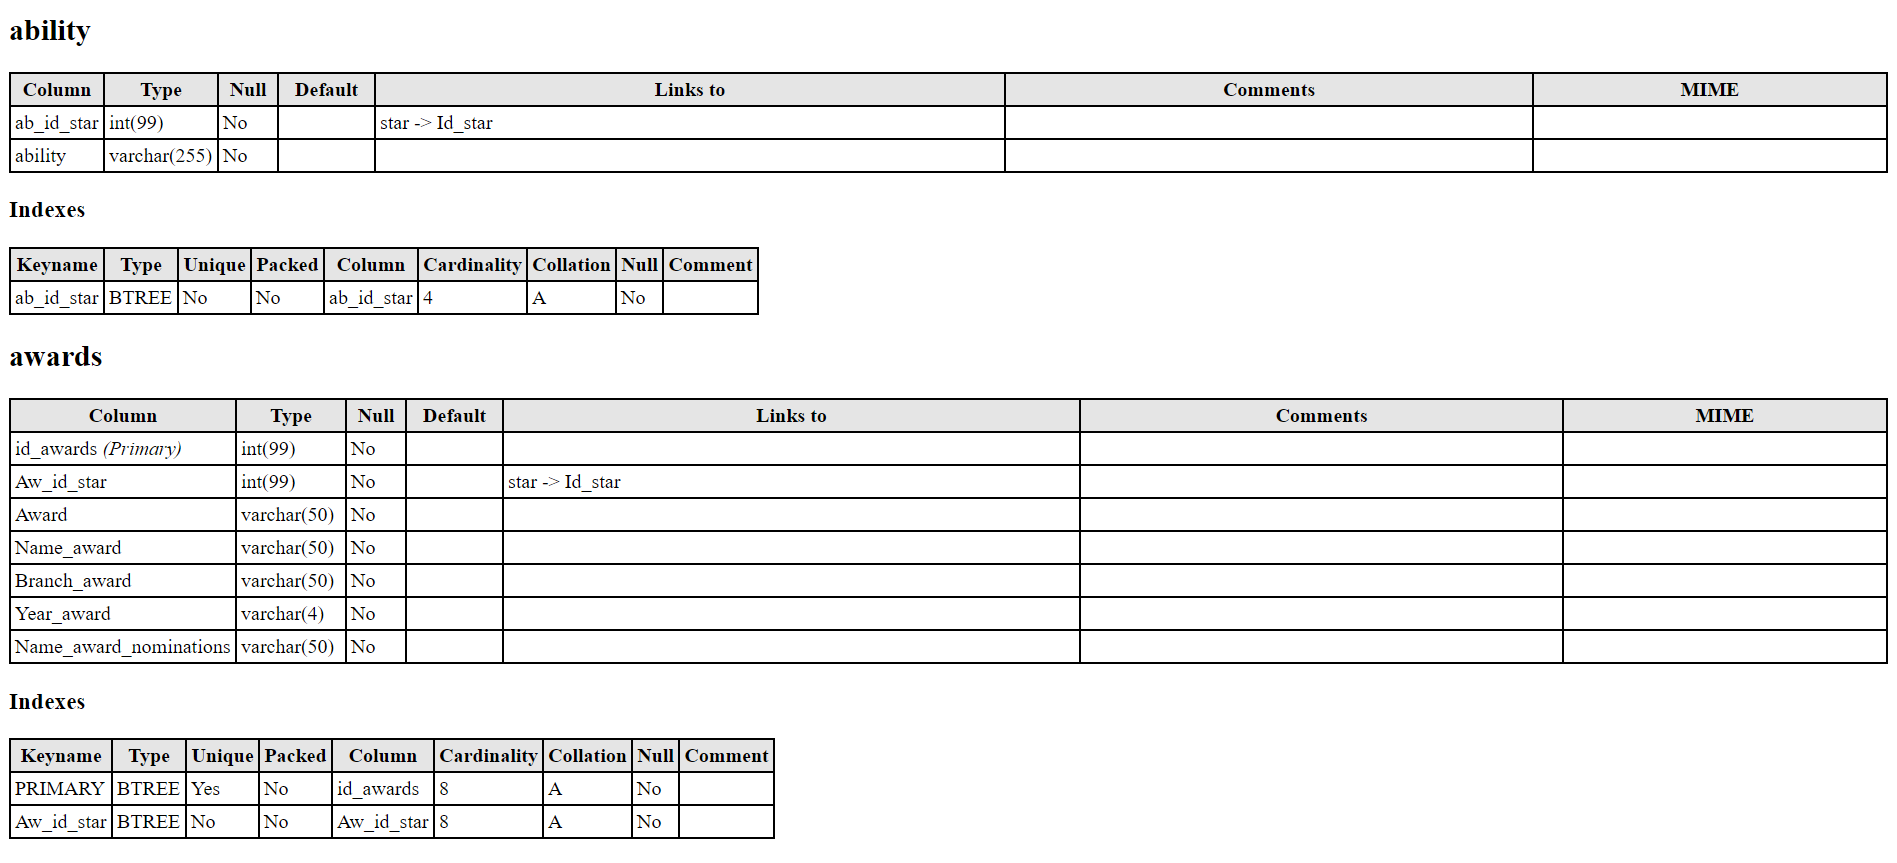 ability
Column Type Null Default Links to Comments MIME
ab_id_star int(99) No star -> Id_star
ability varchar(255) No
Indexes
Keyname Type Unique Packed Column Cardinality Collation Null Comment
ab_id_star BTREE No No ab_id_star 4 A No
awards
Column Type Null Default Links to Comments MIME
id_awards (Primary) int(99) No
Aw_id_star int(99) No star -> Id_star
Award varchar(50) No
Name_award varchar(50) No
Branch_award varchar(50) No
Year_award varchar(4) No
Name_award_nominations varchar(50) No
Indexes
Keyname Type Unique Packed Column Cardinality Collation Null Comment
PRIMARY BTREE Yes No id_awards 8 A No
Aw_id_star BTREE No No Aw_id_star 8 A No